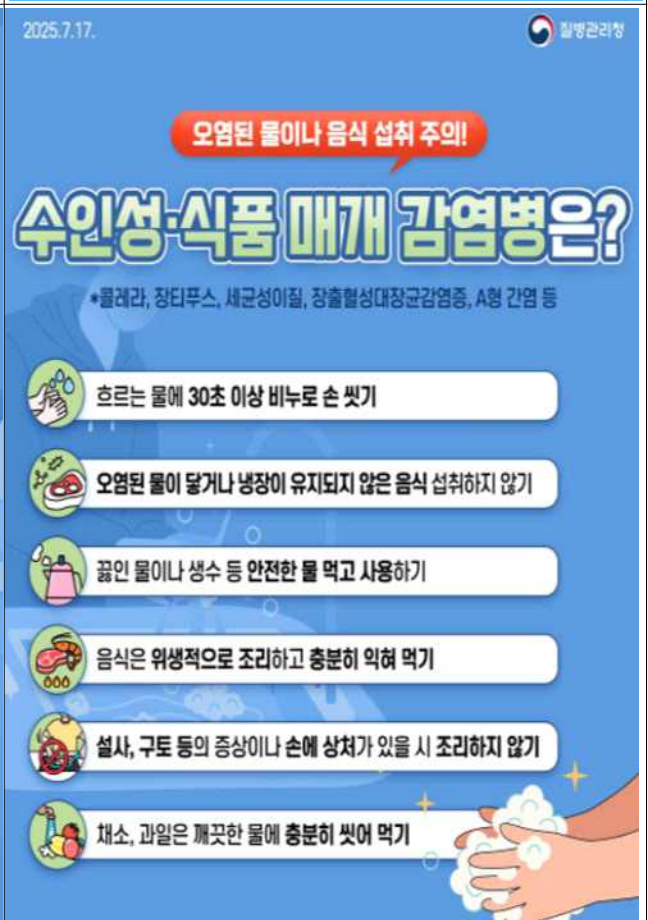 2025.7.17.
질병관리청
오염된 물이나 음식 섭취 주의!
수인성·식품 매개 감염병은?
*콜레라, 장티푸스, 세균성이질, 장출혈성대장균감염증, A형 간염 등
흐르는 물에 30초 이상 비누로 손 씻기
오염된 물이 닿거나 냉장이 유지되지 않은 음식 섭취하지 않기
끓인 물이나 생수 등 안전한 물 먹고 사용하기
음식은 위생적으로 조리하고 충분히 익혀 먹기
설사, 구토 등의 증상이나 손에 상처가 있을 시 조리하지 않기
채소, 과일은 깨끗한 물에 충분히 씻어 먹기